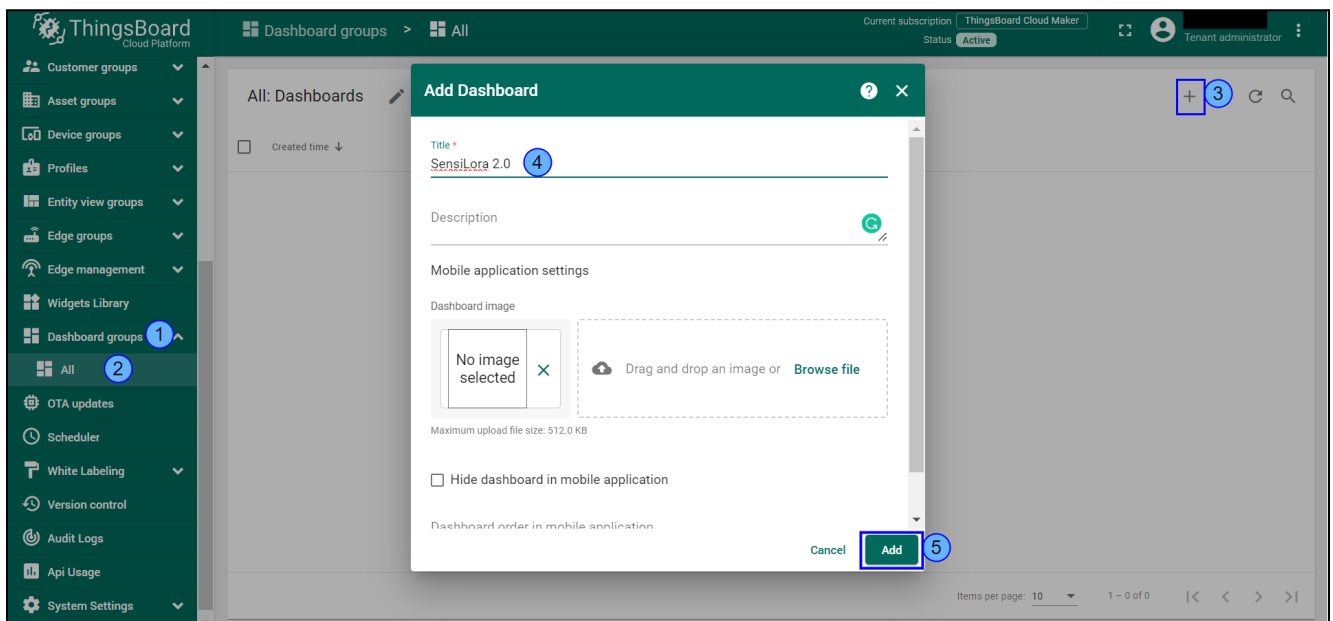 ThingsBoard
Cloud Platform
Dashboard groups > All
Current subscription ThingsBoard Cloud Maker
Status Active
Tenant administrator
Customer groups
Asset groups
Device groups
Profiles
Entity view groups
Edge groups
Edge management
Widgets Library
Dashboard groups 1
All 2
OTA updates
Scheduler
White Labeling
Version control
Audit Logs
Api Usage
System Settings
All: Dashboards
+ 3
Created time
Add Dashboard
?
Title *
SensiLora 2.0 4
Description
G
Mobile application settings
Dashboard image
No image
selected
Drag and drop an image or Browse file
Maximum upload file size: 512.0 KB
Hide dashboard in mobile application
Dashboard order in mobile application
Cancel Add 5
Items per page: 10 1 – 0 of 0